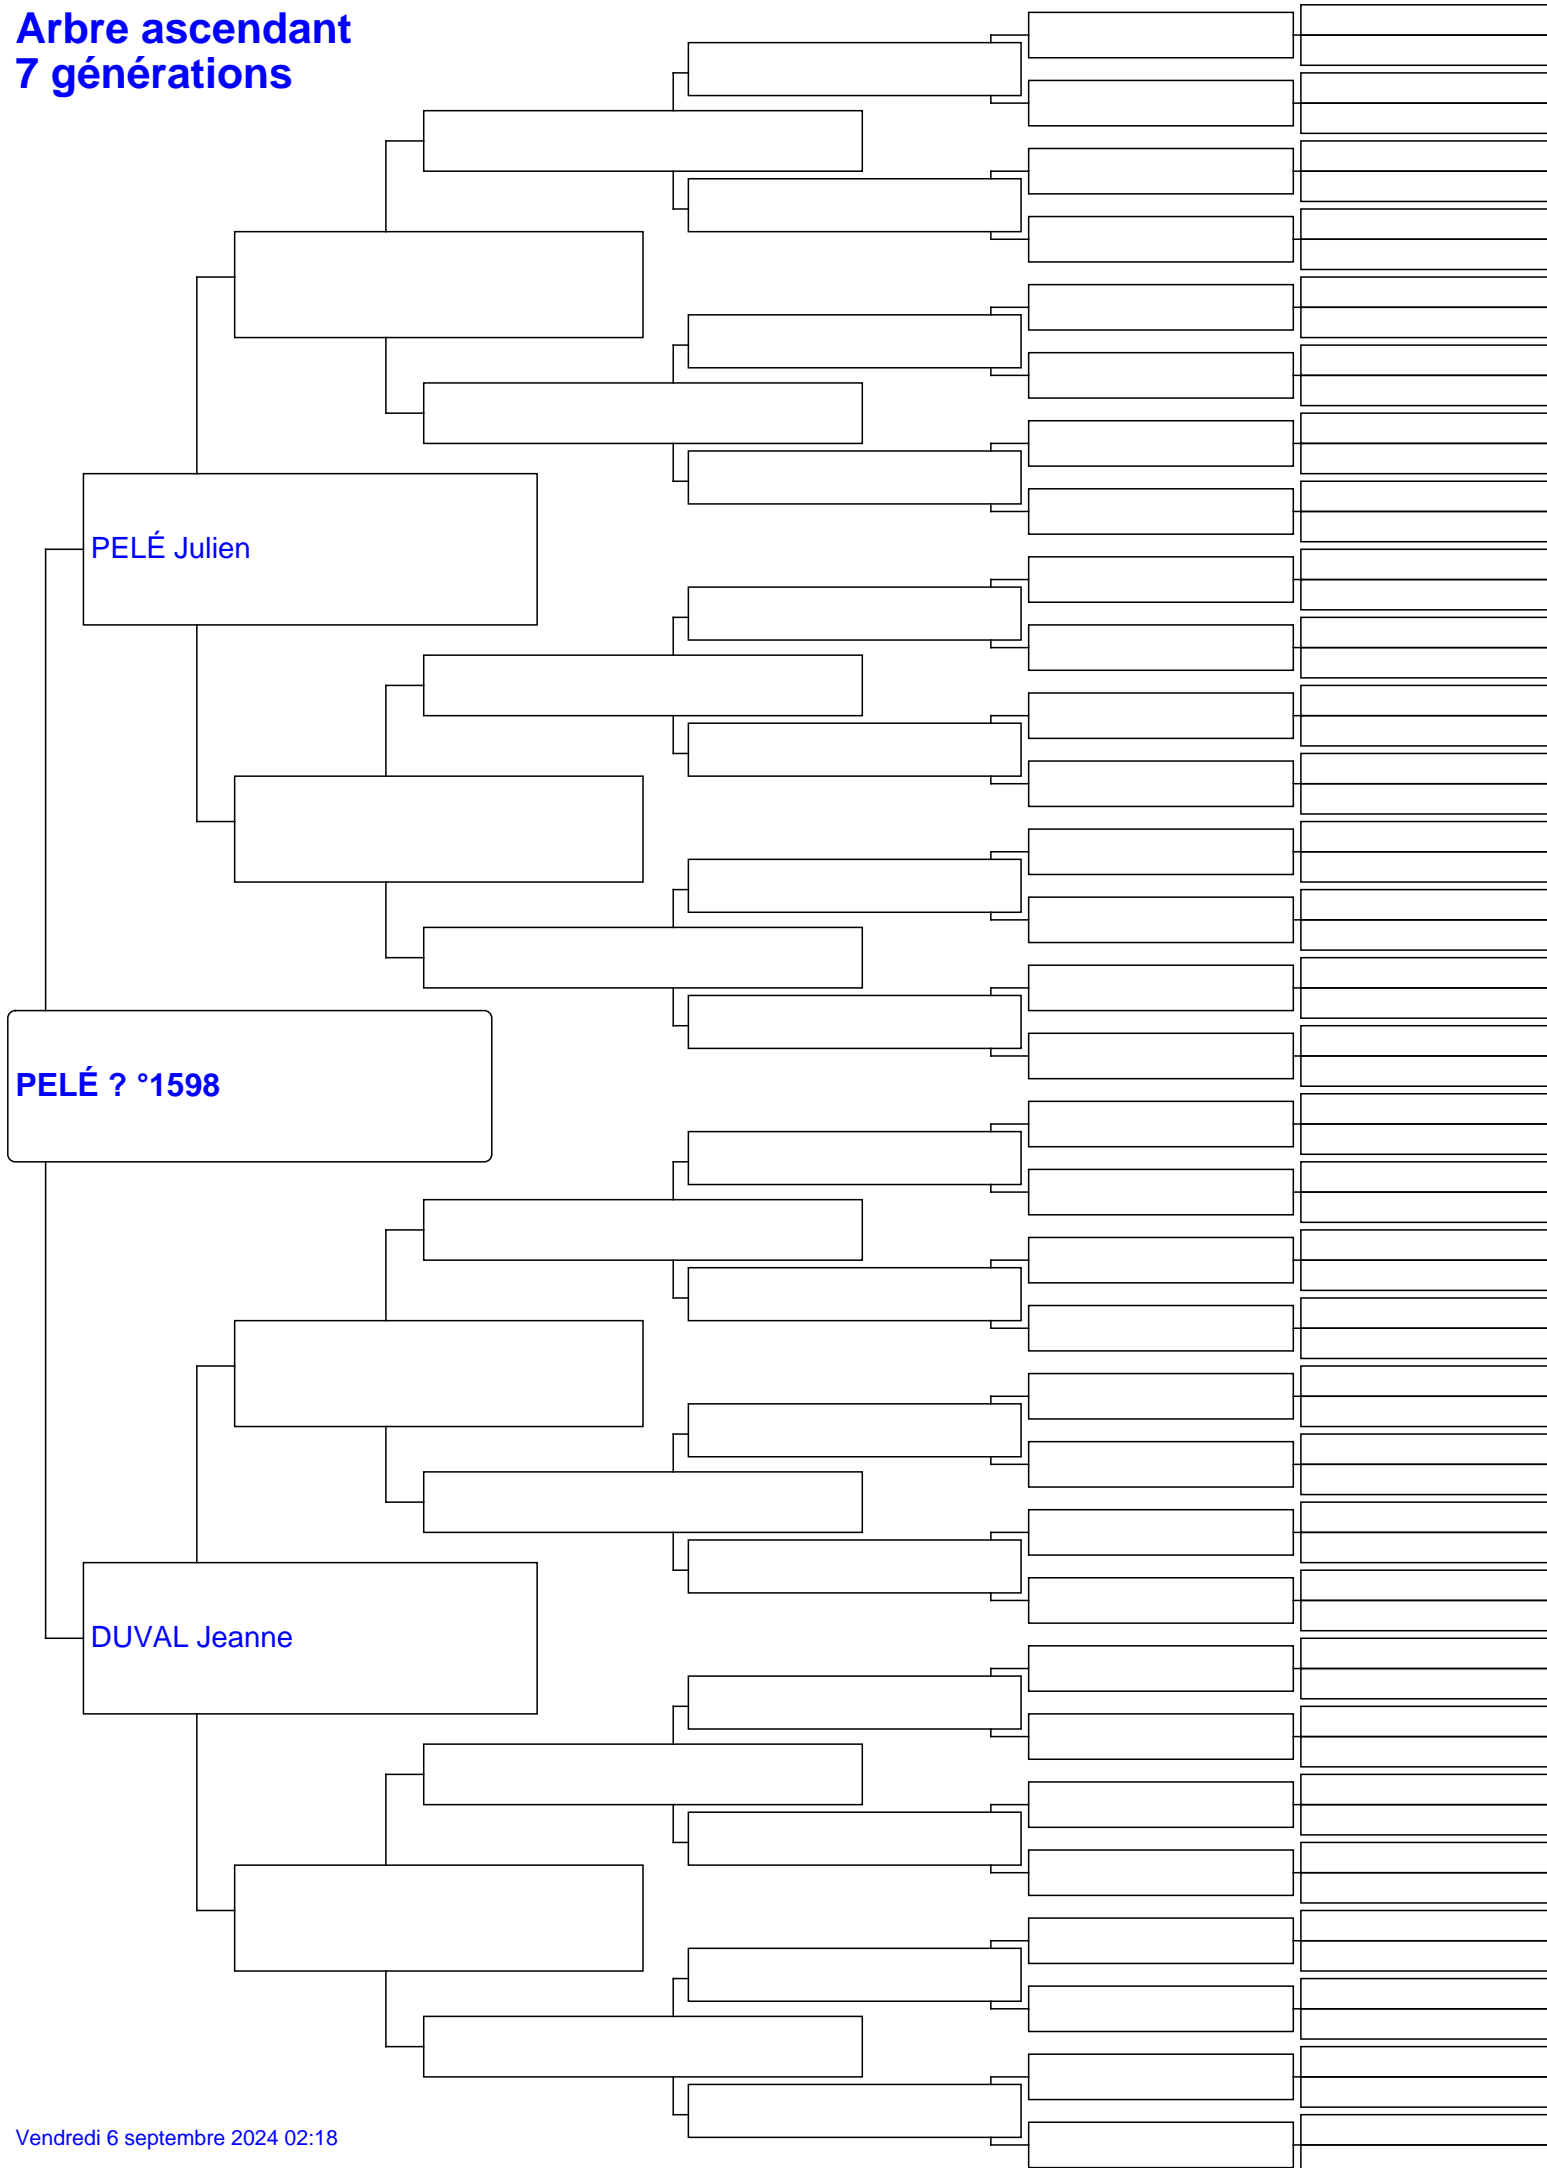 Arbre ascendant
7 générations
PELÉ Julien
PELÉ ? °1598
DUVAL Jeanne
Vendredi 6 septembre 2024 02:18